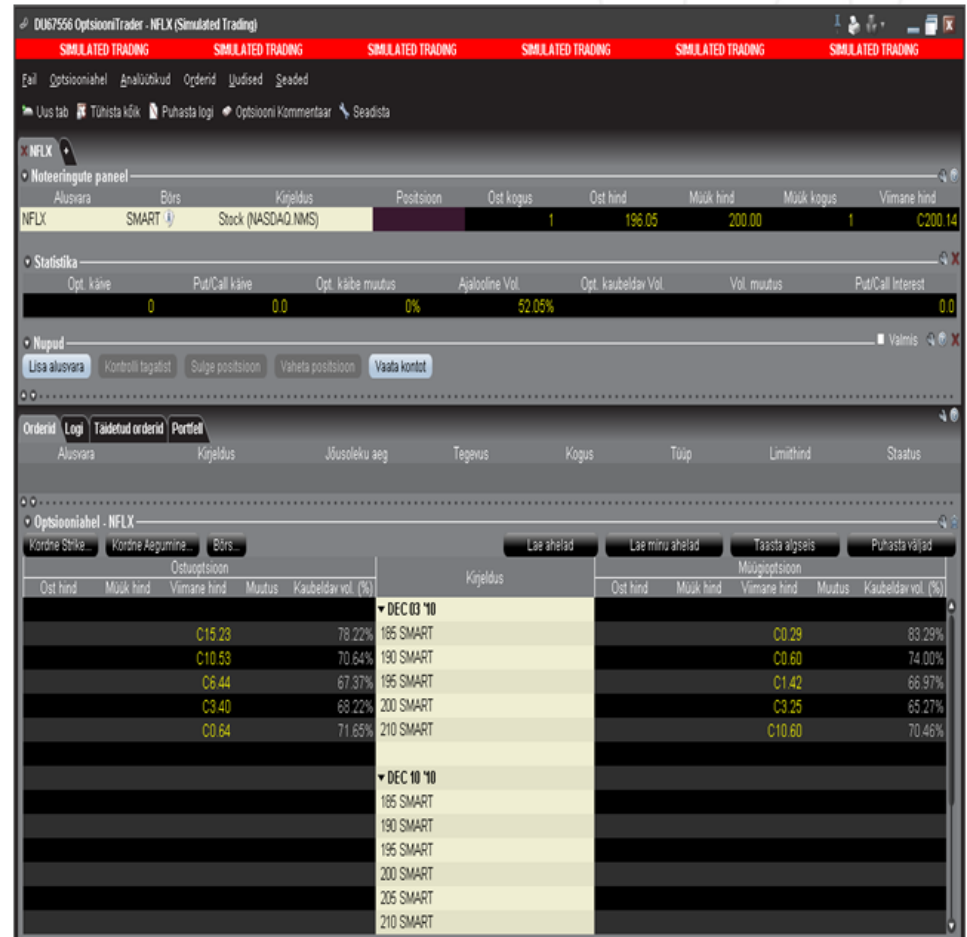 DU67556 OptsiooniTrader - NFLX (Simulated Trading)
SIMULATED TRADING SIMULATED TRADING SIMULATED TRADING SIMULATED TRADING SIMULATED TRADING SIMULATED TRADING
Fail Optsiooniahel Analüütikud Orderid Uudised Seaded
Uus tab Tühista kõik Puhasta logi Optsiooni Kommentaar Seadista
NFLX
Noteeringute paneel
Alusvara Börs Kirjeldus Positsioon Ost kogus Ost hind Müük hind Müük kogus Viimane hind
NFLX SMART Stock (NASDAQ.NMS) 1 196.05 200.00 1 C200.14
Statistika
Opt. käive Put/Call käive Opt. käibe muutus Ajalooline Vol. Opt. kaubeldav Vol. Vol. muutus Put/Call Interest
0 0.0 0% 52.05% 0.0
Nupud Valmis
Lisa alusvara Kontrolli tagatist Sulge positsioon Vaheta positsioon Vaata kontot
Orderid Logi Täidetud orderid Portfell
Alusvara Kirjeldus Jõusoleku aeg Tegevus Kogus Tüüp Limiithind Staatus
Optsiooniahel - NFLX
Kordne Strike... Kordne Aegumine... Börs... Lae ahelad Lae minu ahelad Taasta algseis Puhasta väljad
Ostuoptsioon Kirjeldus Müügioptsioon
Ost hind Müük hind Viimane hind Muutus Kaubeldav vol. (%) Ost hind Müük hind Viimane hind Muutus Kaubeldav vol. (%)
DEC 03 '10
C15.23 78.22% 185 SMART C0.29 83.29%
C10.53 70.64% 190 SMART C0.60 74.00%
C6.44 67.37% 195 SMART C1.42 66.97%
C3.40 68.22% 200 SMART C3.25 65.27%
C0.64 71.65% 210 SMART C10.60 70.46%
DEC 10 '10
185 SMART
190 SMART
195 SMART
200 SMART
205 SMART
210 SMART